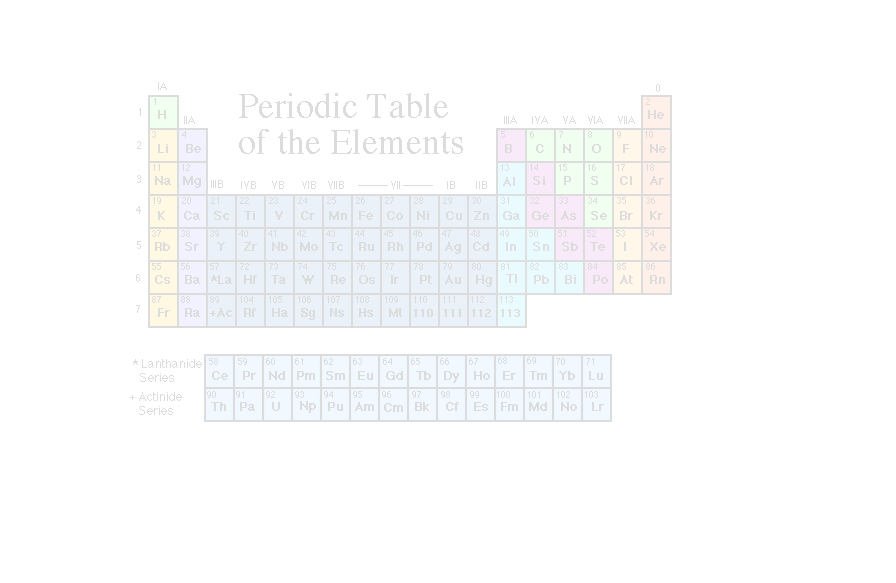 IA 0
1 H IIA Periodic Table IIIA IVA VA VIA VIIA 2 He
1
2 3 Li 4 Be of the Elements 5 B 6 C 7 N 8 O 9 F 10 Ne
3 11 Na 12 Mg IIIB IVB VB VIB VIIB VII IB IIB 13 Al 14 Si 15 P 16 S 17 Cl 18 Ar
4 19 K 20 Ca 21 Sc 22 Ti 23 V 24 Cr 25 Mn 26 Fe 27 Co 28 Ni 29 Cu 30 Zn 31 Ga 32 Ge 33 As 34 Se 35 Br 36 Kr
5 37 Rb 38 Sr 39 Y 40 Zr 41 Nb 42 Mo 43 Tc 44 Ru 45 Rh 46 Pd 47 Ag 48 Cd 49 In 50 Sn 51 Sb 52 Te 53 I 54 Xe
6 55 Cs 56 Ba 57 *La 72 Hf 73 Ta 74 W 75 Re 76 Os 77 Ir 78 Pt 79 Au 80 Hg 81 Tl 82 Pb 83 Bi 84 Po 85 At 86 Rn
7 87 Fr 88 Ra 89 +Ac 104 Rf 105 Ha 106 Sg 107 Ns 108 Hs 109 Mt 110 110 111 111 112 112 113 113
* Lanthanide Series 58 Ce 59 Pr 60 Nd 61 Pm 62 Sm 63 Eu 64 Gd 65 Tb 66 Dy 67 Ho 68 Er 69 Tm 70 Yb 71 Lu
+ Actinide Series 90 Th 91 Pa 92 U 93 Np 94 Pu 95 Am 96 Cm 97 Bk 98 Cf 99 Es 100 Fm 101 Md 102 No 103 Lr